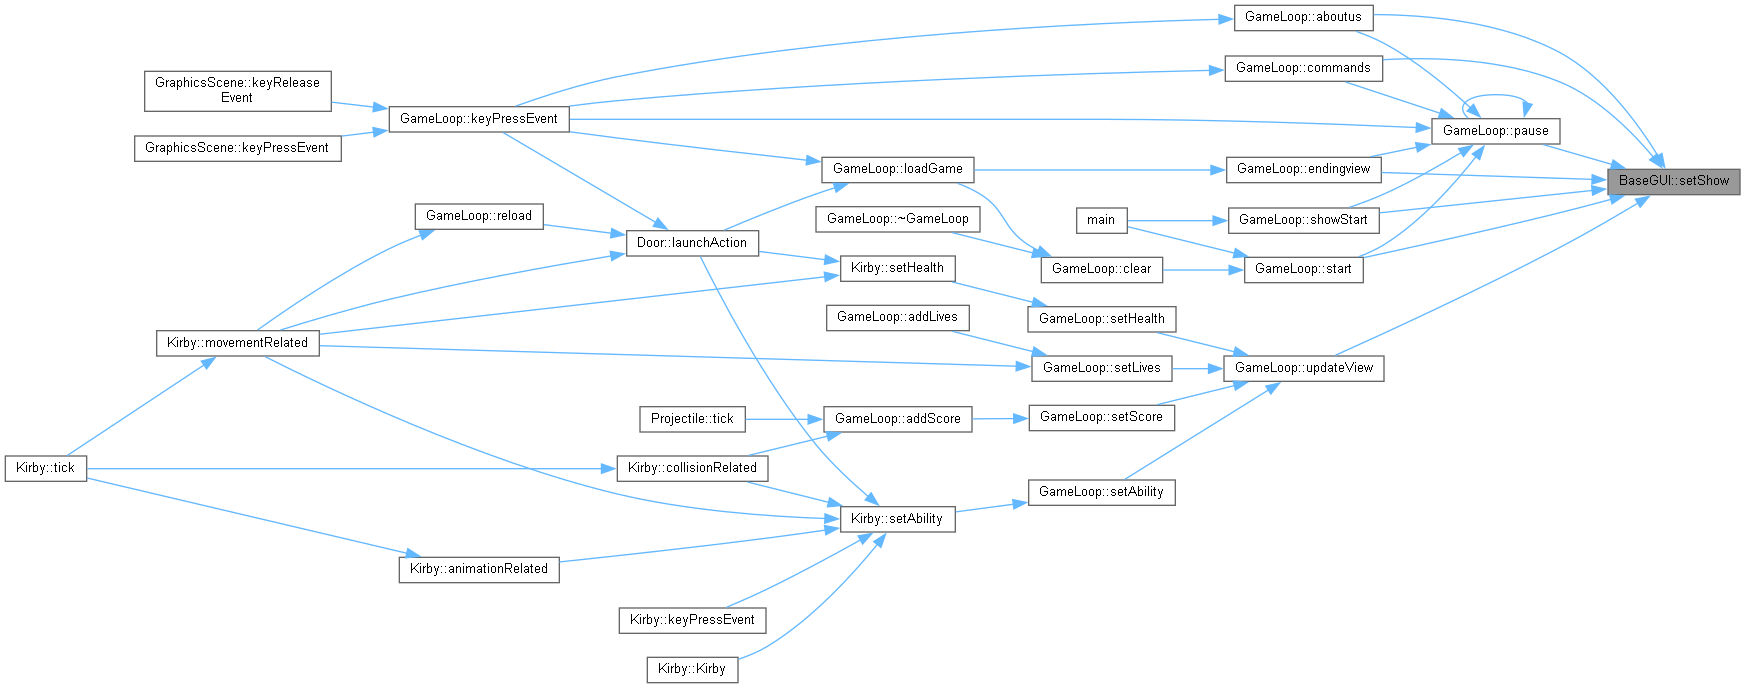 GameLoop::aboutus
GameLoop::commands
GraphicsScene::keyRelease
Event
GameLoop::keyPressEvent
GameLoop::pause
GraphicsScene::keyPressEvent
GameLoop::loadGame
GameLoop::endingview
BaseGUI::setShow
GameLoop::reload
GameLoop::~GameLoop
main
GameLoop::showStart
Door::launchAction
Kirby::setHealth
GameLoop::clear
GameLoop::start
GameLoop::addLives
GameLoop::setHealth
Kirby::movementRelated
GameLoop::setLives
GameLoop::updateView
Projectile::tick
GameLoop::addScore
GameLoop::setScore
Kirby::tick
Kirby::collisionRelated
GameLoop::setAbility
Kirby::setAbility
Kirby::animationRelated
Kirby::keyPressEvent
Kirby::Kirby